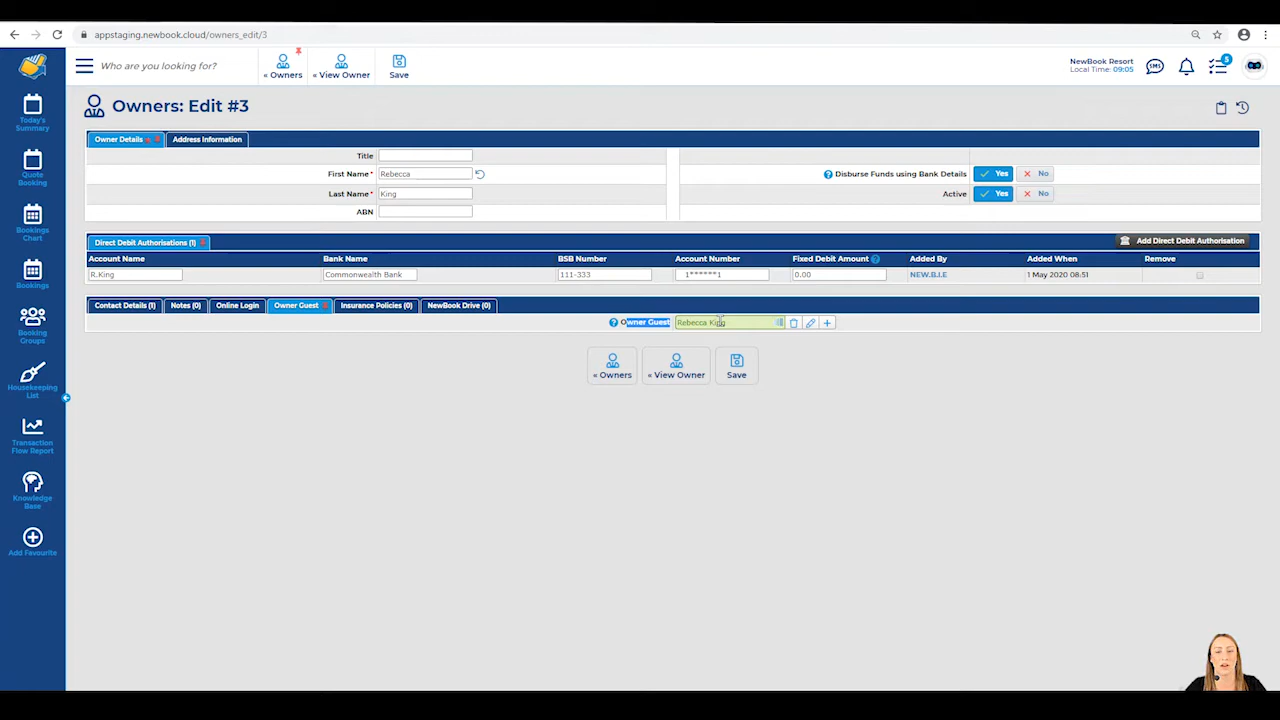 appstaging.newbook.cloud/owners_edit/3
Who are you looking for?
« Owners
« View Owner
Save
NewBook Resort
Local Time: 09:05
SMS
5
Today's Summary
Quote Booking
Bookings Chart
Bookings
Booking Groups
Housekeeping List
Transaction Flow Report
Knowledge Base
Add Favourite
Owners: Edit #3
Owner Details
Address Information
Title
First Name* Rebecca
Disburse Funds using Bank Details Yes No
Last Name* King
Active Yes No
ABN
Direct Debit Authorisations (1)
Add Direct Debit Authorisation
Account Name Bank Name BSB Number Account Number Fixed Debit Amount Added By Added When Remove
R.King Commonwealth Bank 111-333 1******1 0.00 NEW.B.I.E 1 May 2020 08:51
Contact Details (1) Notes (0) Online Login Owner Guest Insurance Policies (0) NewBook Drive (0)
Owner Guest Rebecca King
« Owners
« View Owner
Save